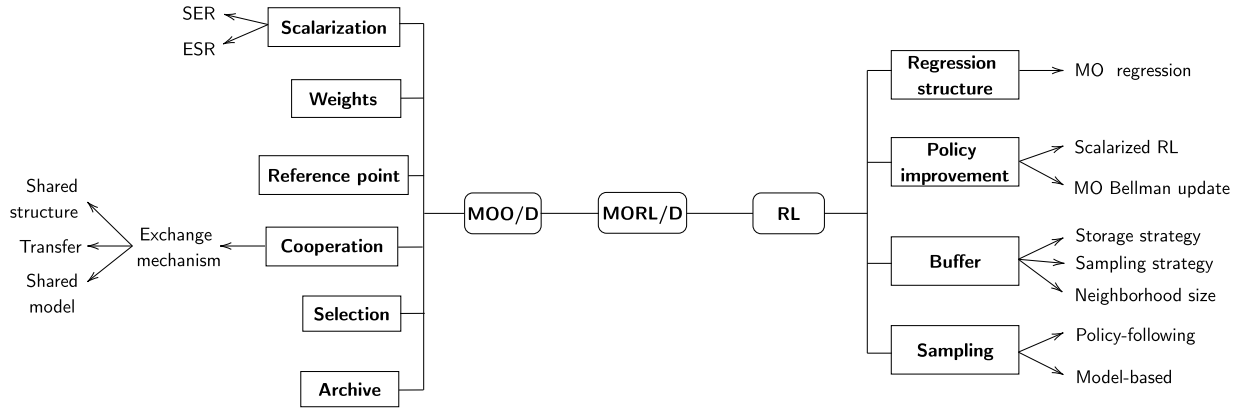 SER
ESR
Scalarization
Weights
Reference point
Shared
structure
Transfer
Shared
model
Exchange
mechanism
Cooperation
Selection
Archive
MOO/D
MORL/D
RL
Regression
structure
MO regression
Policy
improvement
Scalarized RL
MO Bellman update
Buffer
Storage strategy
Sampling strategy
Neighborhood size
Sampling
Policy-following
Model-based